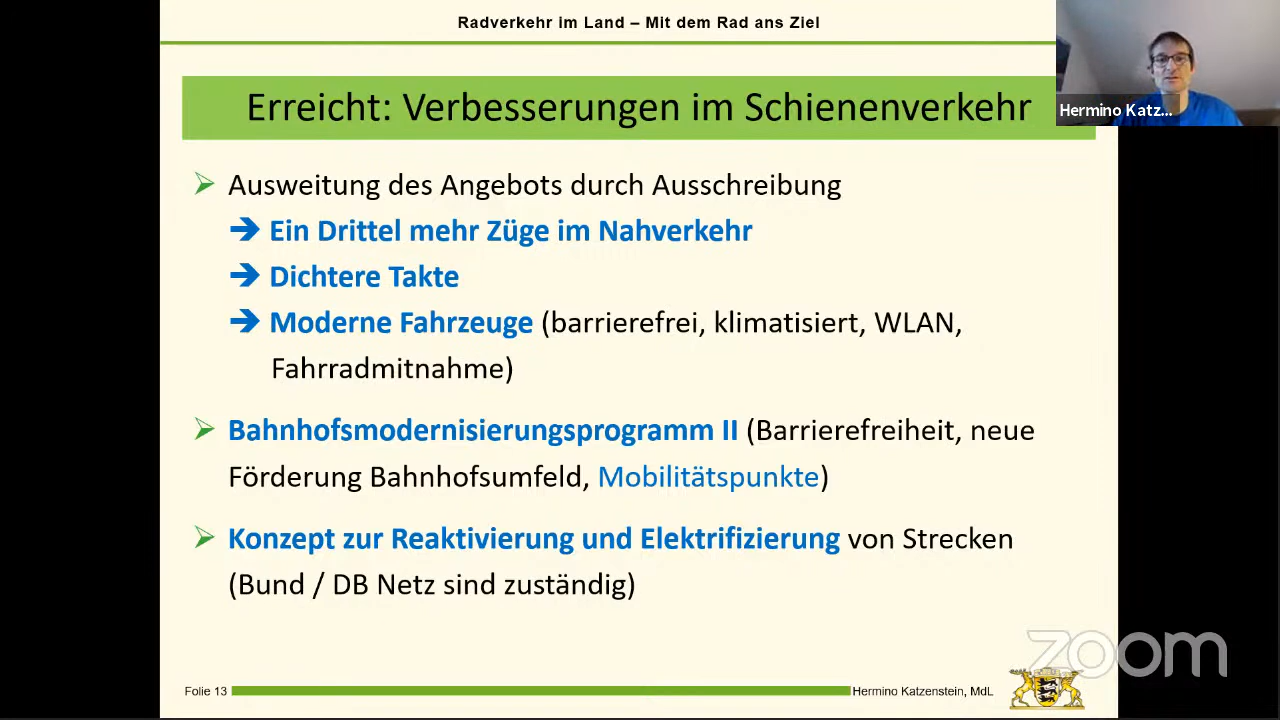 Radverkehr im Land – Mit dem Rad ans Ziel
Hermino Katz...
Erreicht: Verbesserungen im Schienenverkehr
Ausweitung des Angebots durch Ausschreibung
Ein Drittel mehr Züge im Nahverkehr
Dichtere Takte
Moderne Fahrzeuge (barrierefrei, klimatisiert, WLAN,
Fahrradmitnahme)
Bahnhofsmodernisierungsprogramm II (Barrierefreiheit, neue
Förderung Bahnhofsumfeld, Mobilitätspunkte)
Konzept zur Reaktivierung und Elektrifizierung von Strecken
(Bund / DB Netz sind zuständig)
Folie 13
Hermino Katzenstein, MdL
zoom